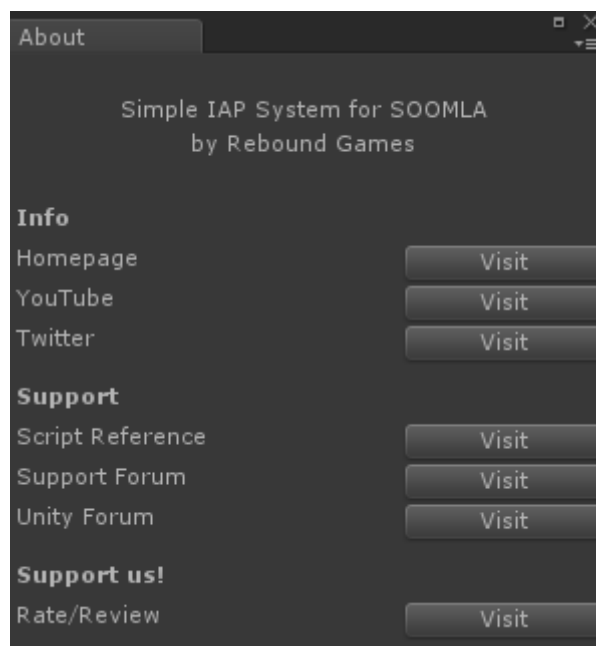 About
Simple IAP System for SOOMLA
by Rebound Games
Info
Homepage Visit
YouTube Visit
Twitter Visit
Support
Script Reference Visit
Support Forum Visit
Unity Forum Visit
Support us!
Rate/Review Visit